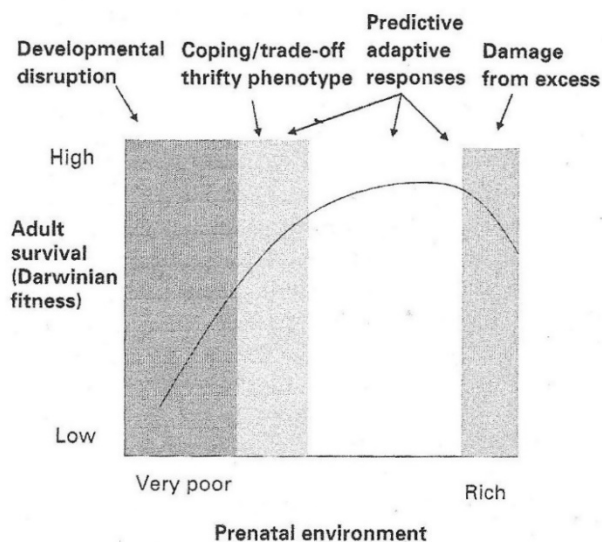 Developmental
disruption
Coping/trade-off
thrifty phenotype
Predictive
adaptive
responses
Damage
from excess
High
Adult
survival
(Darwinian
fitness)
Low
Very poor
Rich
Prenatal environment